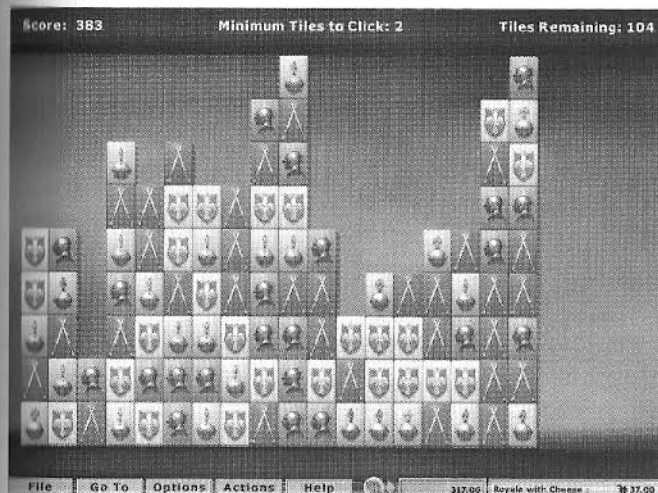 Score: 383 Minimum Tiles to Click: 2 Tiles Remaining: 104
File Go To Options Actions Help 317.09 Royale with Cheese 37.00